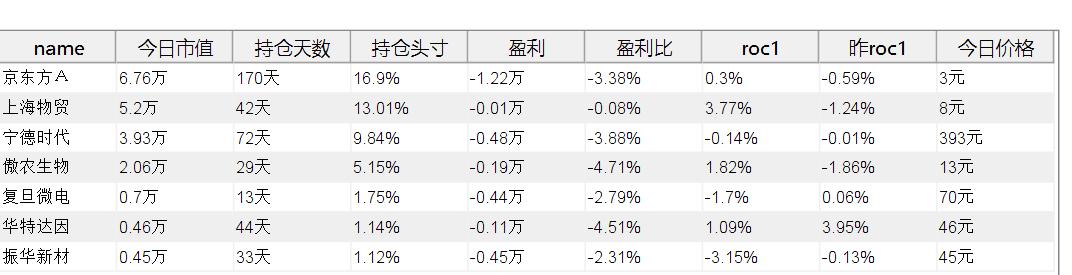 name 今日市值 持仓天数 持仓头寸 盈利 盈利比 roc1 昨roc1 今日价格
京东方Ａ 6.76万 170天 16.9% -1.22万 -3.38% 0.3% -0.59% 3元
上海物贸 5.2万 42天 13.01% -0.01万 -0.08% 3.77% -1.24% 8元
宁德时代 3.93万 72天 9.84% -0.48万 -3.88% -0.14% -0.01% 393元
傲农生物 2.06万 29天 5.15% -0.19万 -4.71% 1.82% -1.86% 13元
复旦微电 0.7万 13天 1.75% -0.44万 -2.79% -1.7% 0.06% 70元
华特达因 0.46万 44天 1.14% -0.11万 -4.51% 1.09% 3.95% 46元
振华新材 0.45万 33天 1.12% -0.45万 -2.31% -3.15% -0.13% 45元